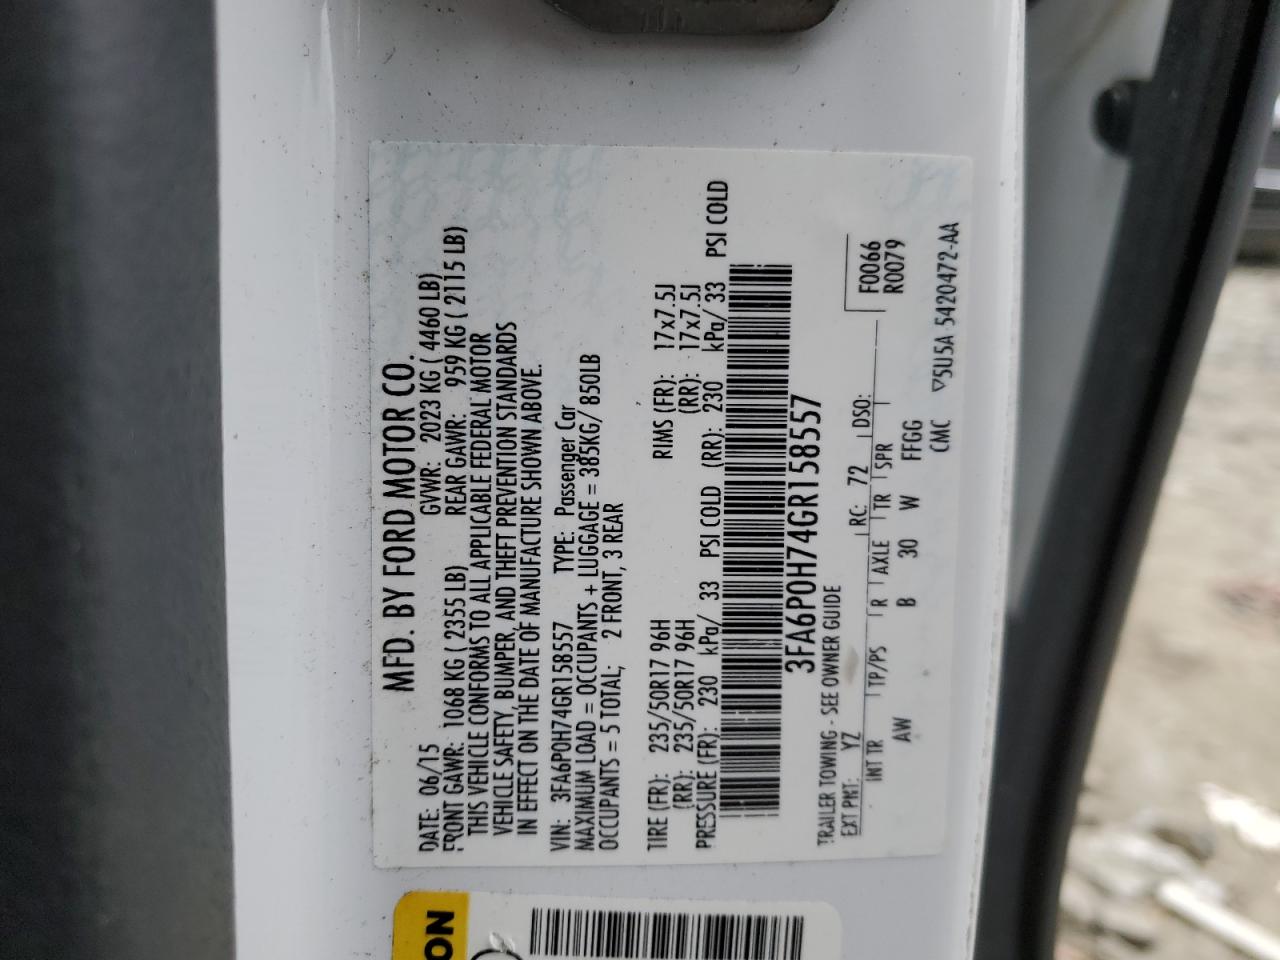 MFD. BY FORD MOTOR CO.
DATE: 06/15 GVWR: 2023 KG ( 4460 LB)
FRONT GAWR: 1068 KG ( 2355 LB) REAR GAWR: 959 KG ( 2115 LB)
THIS VEHICLE CONFORMS TO ALL APPLICABLE FEDERAL MOTOR
VEHICLE SAFETY, BUMPER, AND THEFT PREVENTION STANDARDS
IN EFFECT ON THE DATE OF MANUFACTURE SHOWN ABOVE.
VIN: 3FA6P0H74GR158557 TYPE: Passenger Car
MAXIMUM LOAD = OCCUPANTS + LUGGAGE = 385KG/ 850LB
OCCUPANTS = 5 TOTAL; 2 FRONT, 3 REAR
TIRE (FR): 235/50R17 96H RIMS (FR): 17x7.5J
(RR): 235/50R17 96H (RR): 17x7.5J
PRESSURE (FR): 230 kPa/ 33 PSI COLD (RR): 230 kPa/ 33 PSI COLD
3FA6P0H74GR158557
TRAILER TOWING - SEE OWNER GUIDE
EXT PNT: YZ RC: 72 DSO: F0066
R0079
INT TR TP/PS R AXLE TR SPR
AW B 30 W FFGG
CMC ▽5U5A 5420472-AA
ON